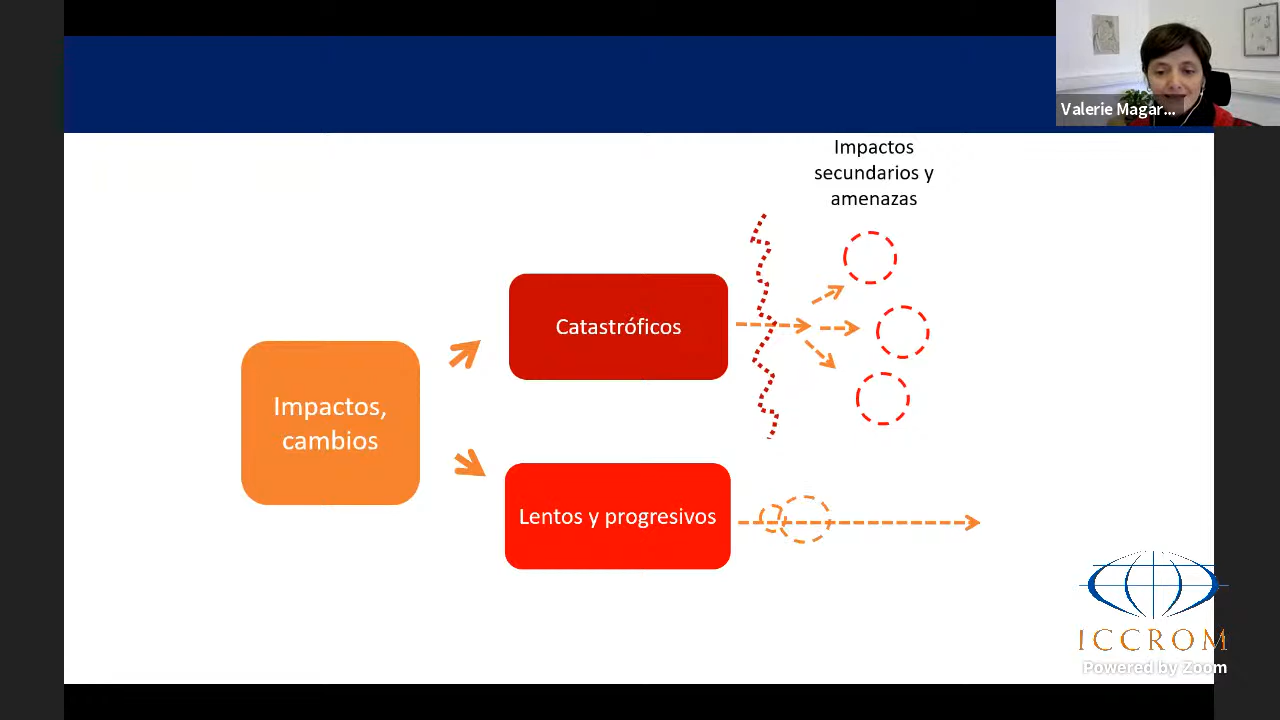 Valerie Magar...
Impactos
secundarios y
amenazas
Catastróficos
Impactos,
cambios
Lentos y progresivos
ICCROM
Powered by Zoom